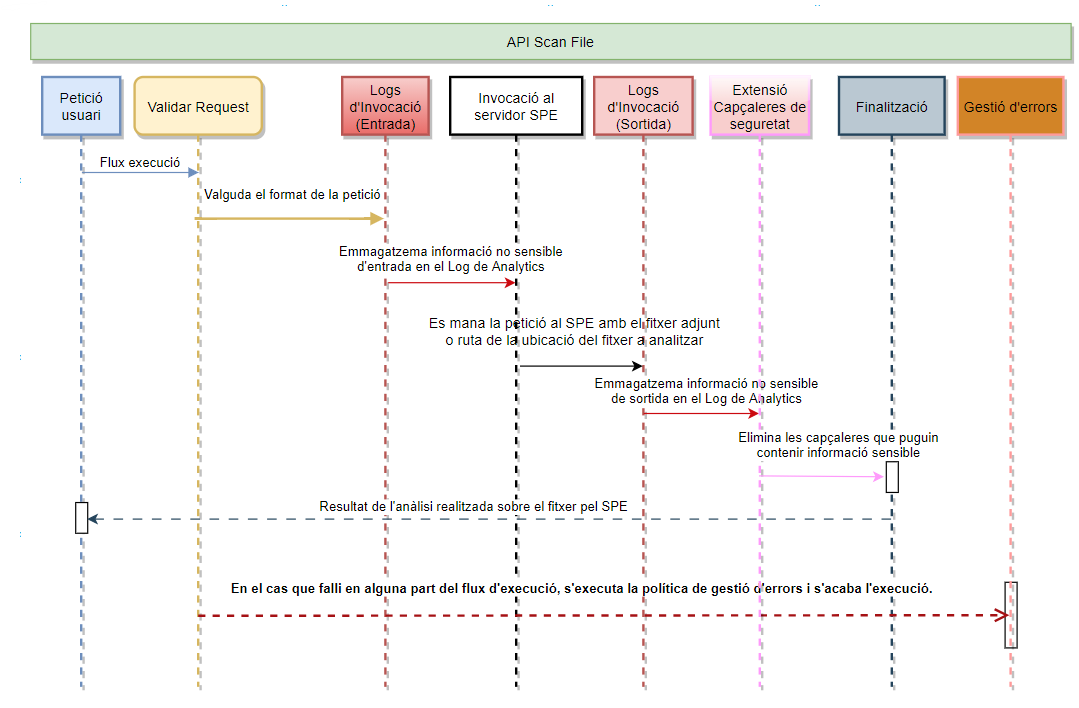 API Scan File
Petició
usuari
Validar Request
Logs
d'Invocació
(Entrada)
Invocació al
servidor SPE
Logs
d'Invocació
(Sortida)
Extensió
Capçaleres de
seguretat
Finalització
Gestió d'errors
Flux execució
Valguda el format de la petició
Emmagatzema informació no sensible
d'entrada en el Log de Analytics
Es mana la petició al SPE amb el fitxer adjunt
o ruta de la ubicació del fitxer a analitzar
Emmagatzema informació no sensible
de sortida en el Log de Analytics
Elimina les capçaleres que puguin
contenir informació sensible
Resultat de l'anàlisi realitzada sobre el fitxer pel SPE
En el cas que falli en alguna part del flux d'execució, s'executa la política de gestió d'errors i s'acaba l'execució.